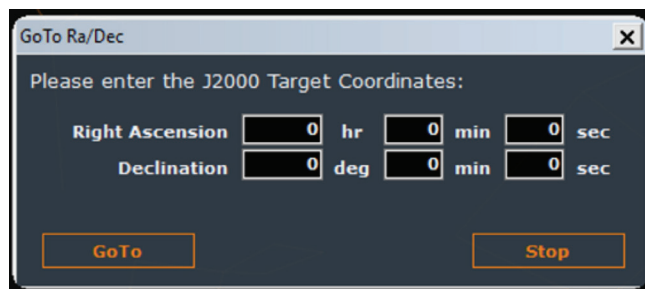 GoTo Ra/Dec
Please enter the J2000 Target Coordinates:
Right Ascension 0 hr 0 min 0 sec
Declination 0 deg 0 min 0 sec
GoTo Stop